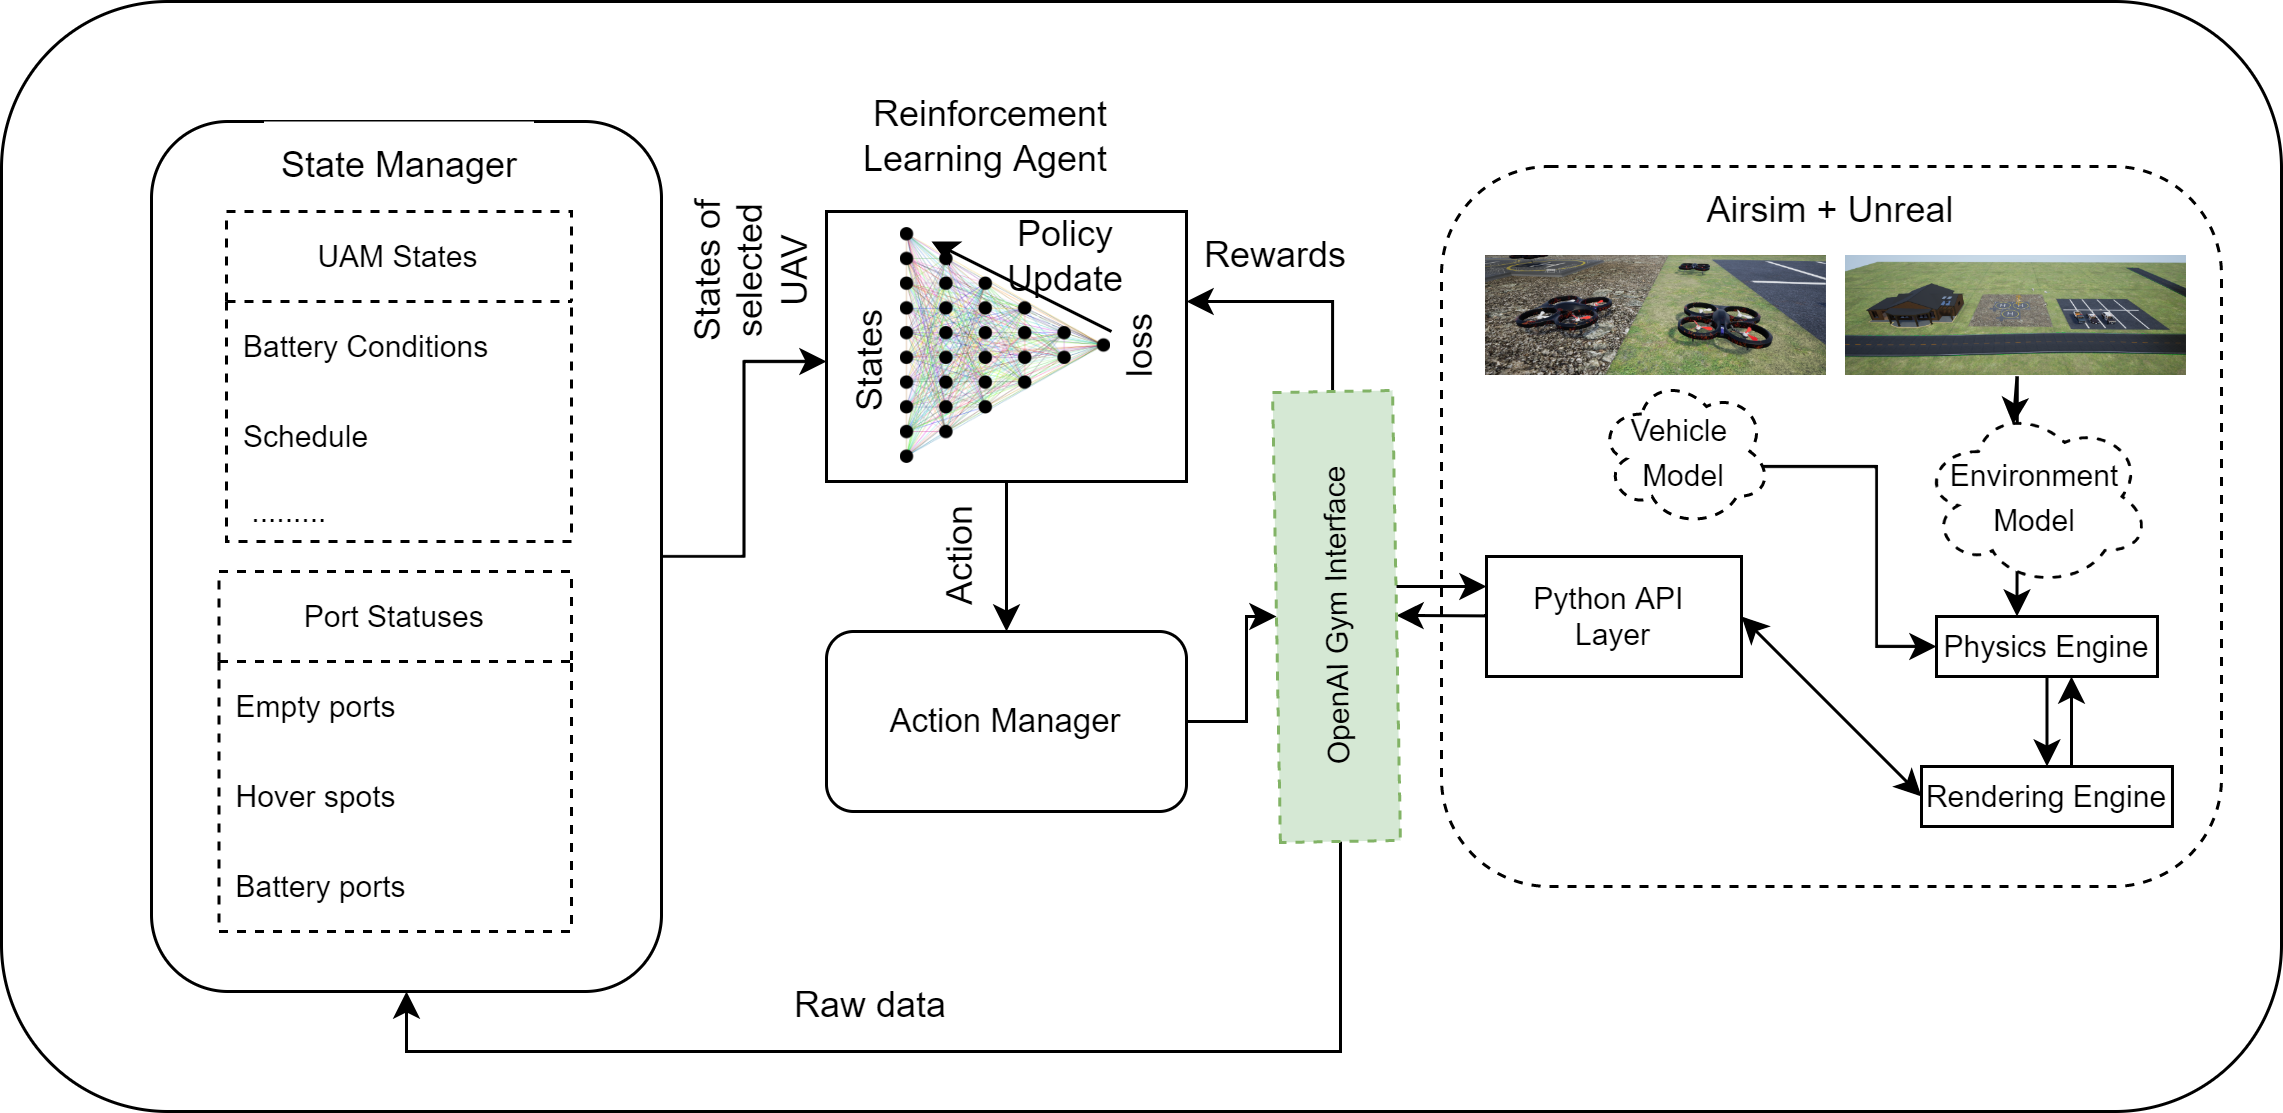 State Manager
UAM States
Battery Conditions
Schedule
.........
Port Statuses
Empty ports
Hover spots
Battery ports
States of
selected
UAV
Reinforcement
Learning Agent
Policy
Update
States
loss
Rewards
Action
Action Manager
OpenAI Gym Interface
Raw data
Airsim + Unreal
Vehicle
Model
Environment
Model
Python API
Layer
Physics Engine
Rendering Engine